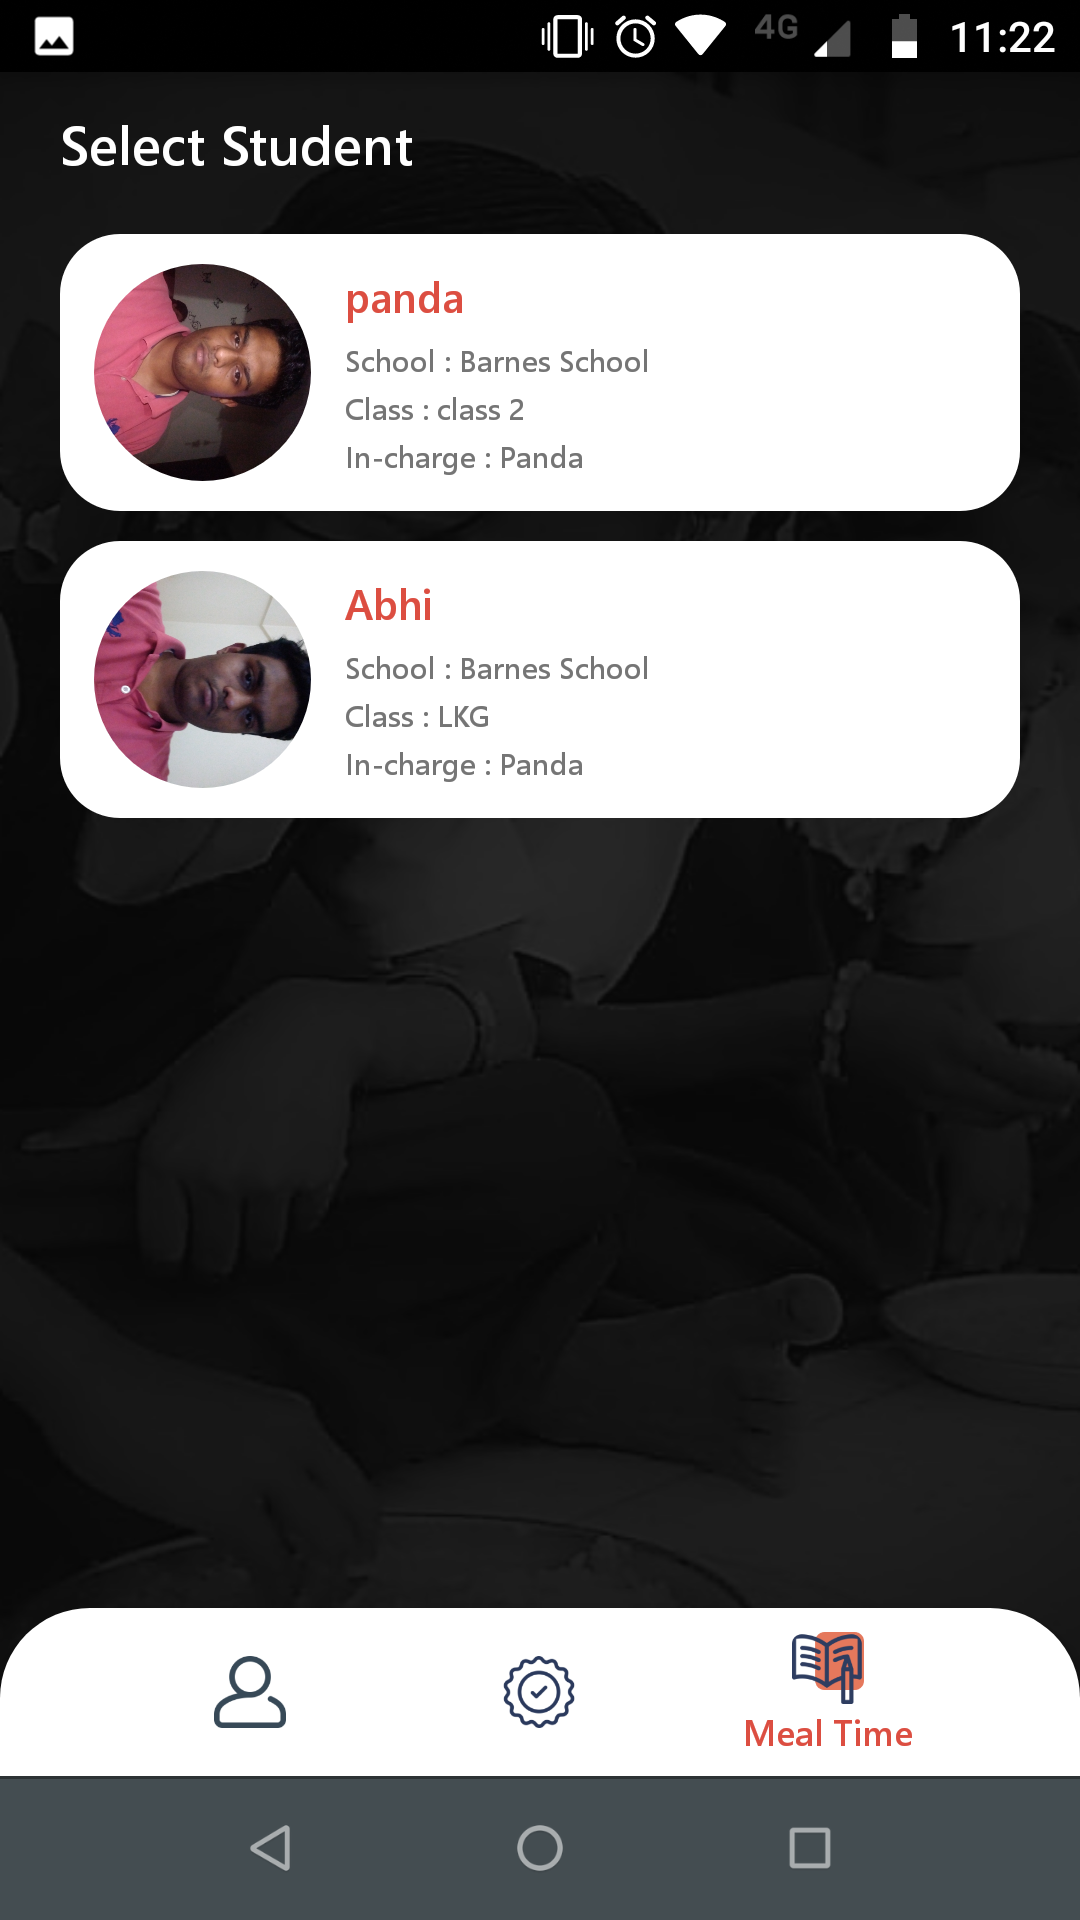 4G 11:22
Select Student
panda
School : Barnes School
Class : class 2
In-charge : Panda
Abhi
School : Barnes School
Class : LKG
In-charge : Panda
Meal Time